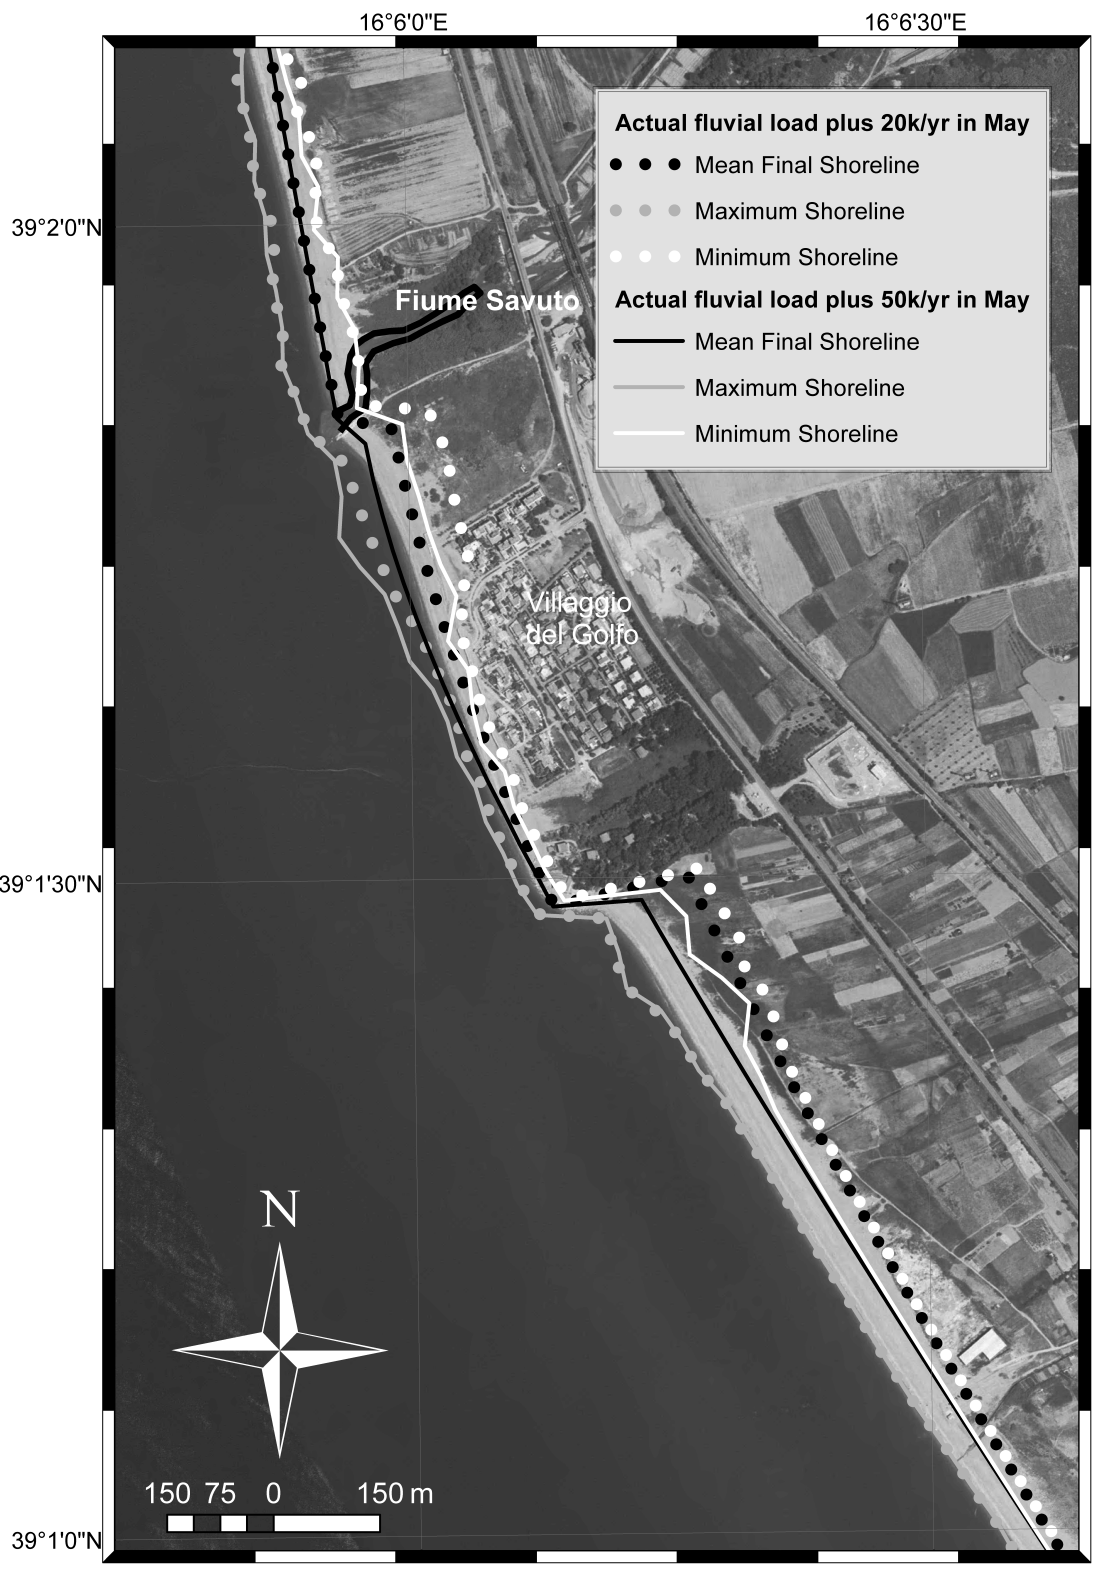 16°6'0"E
16°6'30"E
Actual fluvial load plus 20k/yr in May
Mean Final Shoreline
39°2'0"N
Maximum Shoreline
Minimum Shoreline
Actual fluvial load plus 50k/yr in May
Fiume Savuto
Mean Final Shoreline
Maximum Shoreline
Minimum Shoreline
Villaggio
del Golfo
39°1'30"N
N
150 75 0 150 m
39°1'0"N